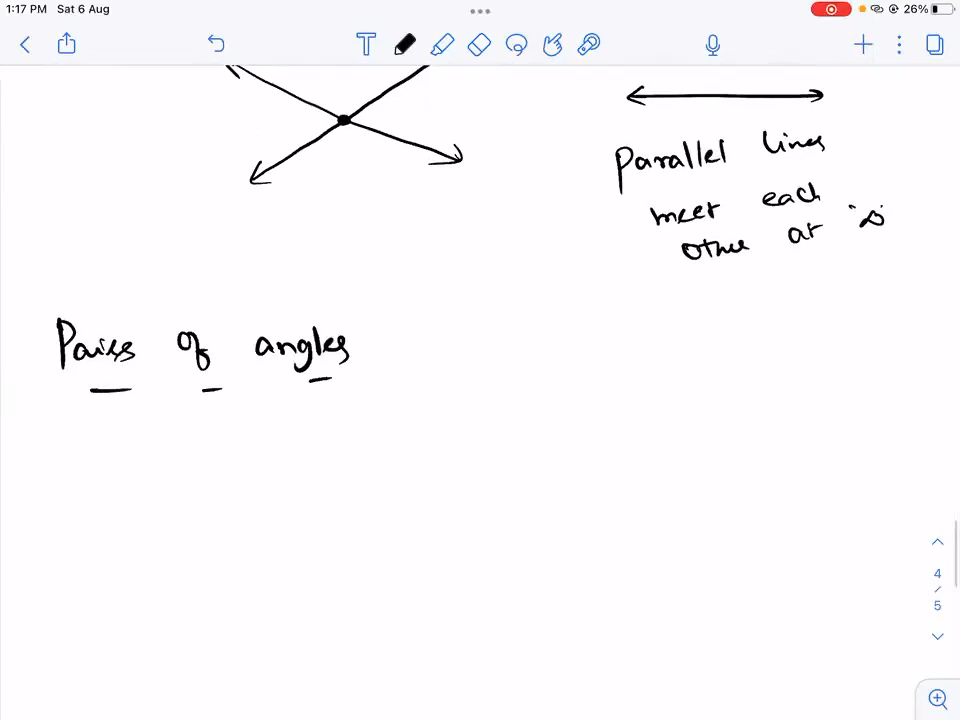 1:17 PM Sat 6 Aug
26%
Parallel lines
meet each
other at "∞
Pairs of angles
4
/
5